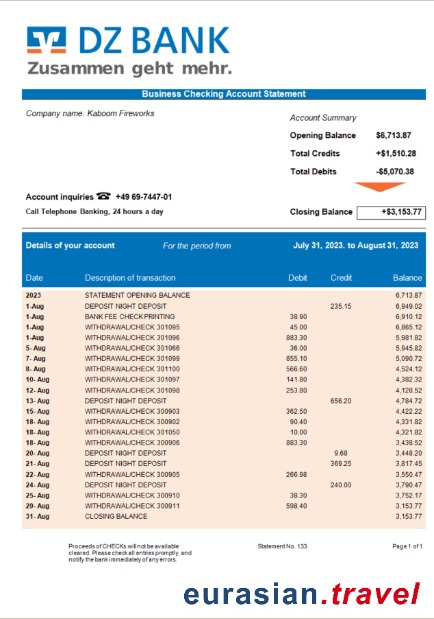 DZ BANK
Zusammen geht mehr.
Business Checking Account Statement
Company name: Kaboom Fireworks
Account Summary
Opening Balance $6,713.87
Total Credits +$1,510.28
Total Debits -$5,070.38
Account inquiries ☎ +49 69-7447-01
Call Telephone Banking, 24 hours a day
Closing Balance +$3,153.77
Details of your account For the period from July 31, 2023. to August 31, 2023
Date Description of transaction Debit Credit Balance
2023 STATEMENT OPENING BALANCE 6,713.87
1-Aug DEPOSIT NIGHT DEPOSIT 235.15 6,949.02
1-Aug BANK FEE CHECK PRINTING 38.90 6,910.12
1-Aug WITHDRAWAL/CHECK 301095 45.00 6,865.12
1-Aug WITHDRAWAL/CHECK 301096 883.30 5,981.82
5-Aug WITHDRAWAL/CHECK 301066 36.00 5,945.82
7-Aug WITHDRAWAL/CHECK 301099 855.10 5,090.72
8-Aug WITHDRAWAL/CHECK 301100 566.60 4,524.12
10-Aug WITHDRAWAL/CHECK 301097 141.80 4,382.32
12-Aug WITHDRAWAL/CHECK 301098 253.80 4,128.52
13-Aug DEPOSIT NIGHT DEPOSIT 656.20 4,784.72
15-Aug WITHDRAWAL/CHECK 300903 362.50 4,422.22
18-Aug WITHDRAWAL/CHECK 300902 90.40 4,331.82
18-Aug WITHDRAWAL/CHECK 301050 10.00 4,321.82
18-Aug WITHDRAWAL/CHECK 300906 883.30 3,438.52
20-Aug DEPOSIT NIGHT DEPOSIT 9.68 3,448.20
21-Aug DEPOSIT NIGHT DEPOSIT 369.25 3,817.45
22-Aug WITHDRAWAL/CHECK 300905 266.98 3,550.47
24-Aug DEPOSIT NIGHT DEPOSIT 240.00 3,790.47
25-Aug WITHDRAWAL/CHECK 300910 38.30 3,752.17
29-Aug WITHDRAWAL/CHECK 300911 598.40 3,153.77
31-Aug CLOSING BALANCE 3,153.77
Proceeds of CHECKs will not be available
cleared. Please check all entries promptly, and
notify the bank immediately of any errors.
Statement No. 133
Page 1 of 1
eurasian.travel